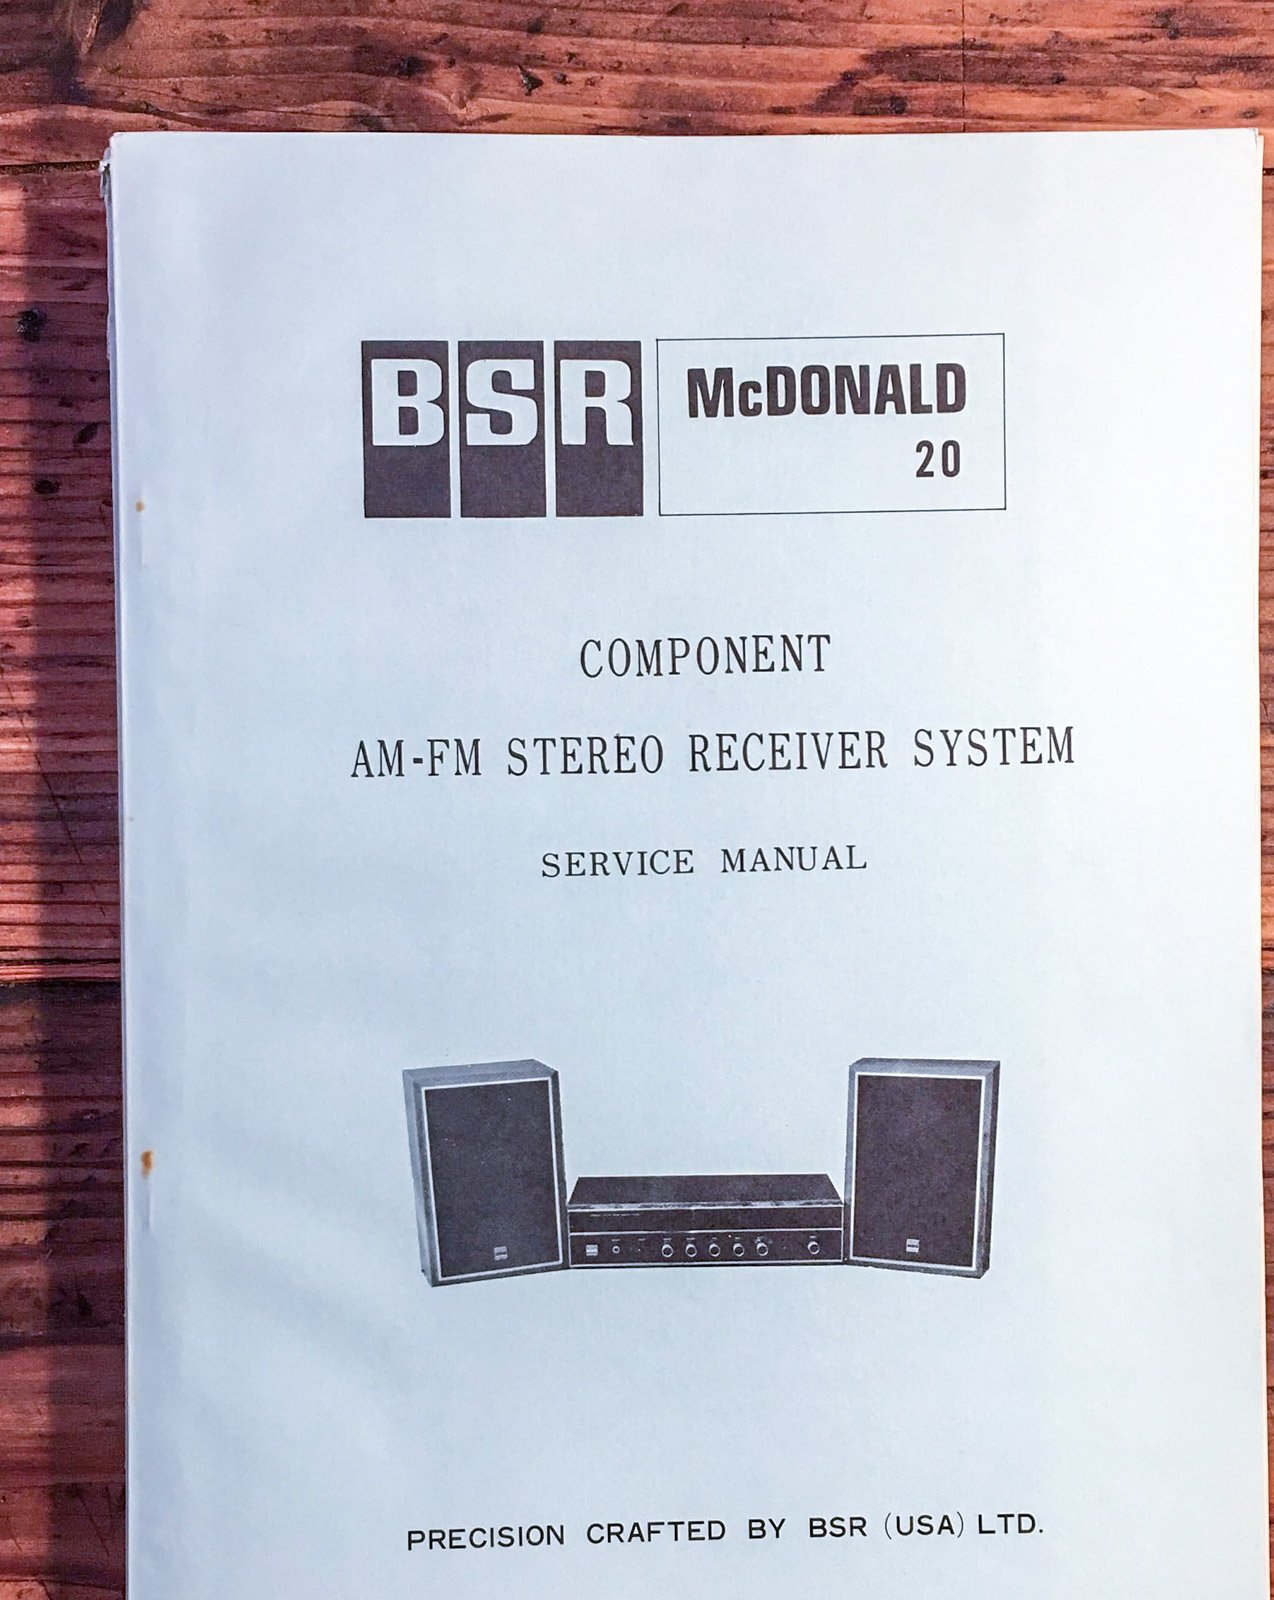 BSR McDONALD
20
COMPONENT
AM-FM STEREO RECEIVER SYSTEM
SERVICE MANUAL
PRECISION CRAFTED BY BSR (USA) LTD.